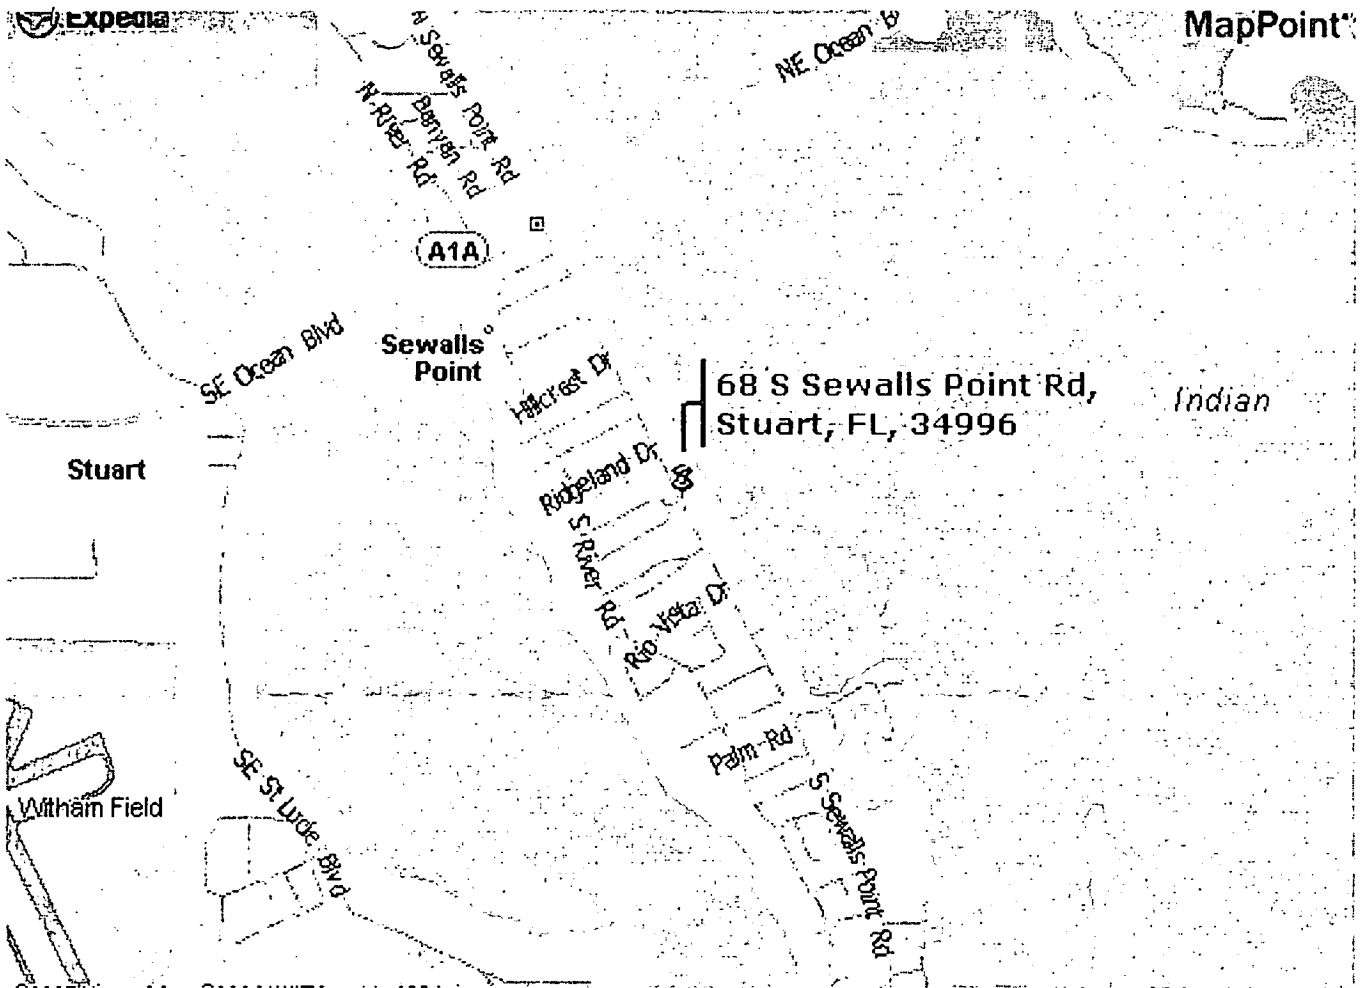 Expedia
MapPoint
N Sewalls Point Rd
NE Ocean B
N River Rd
Banyan Rd
A1A
SE Ocean Blvd
Sewalls
Point
Hillcrest Dr
68 S Sewalls Point Rd,
Stuart, FL, 34996
Indian
Stuart
Ridgeland Dr
S River Rd
Rio Vista Dr
Palm Rd
SE St Lucie Blvd
Witham Field
S Sewalls Point Rd